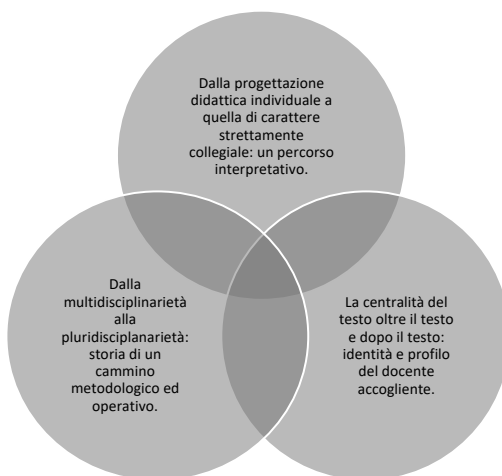 Dalla progettazione
didattica individuale a
quella di carattere
strettamente
collegiale: un percorso
interpretativo.
Dalla
multidisciplinarietà
alla
pluridisciplanarietà:
storia di un
cammino
metodologico ed
operativo.
La centralità del
testo oltre il testo
e dopo il testo:
identità e profilo
del docente
accogliente.